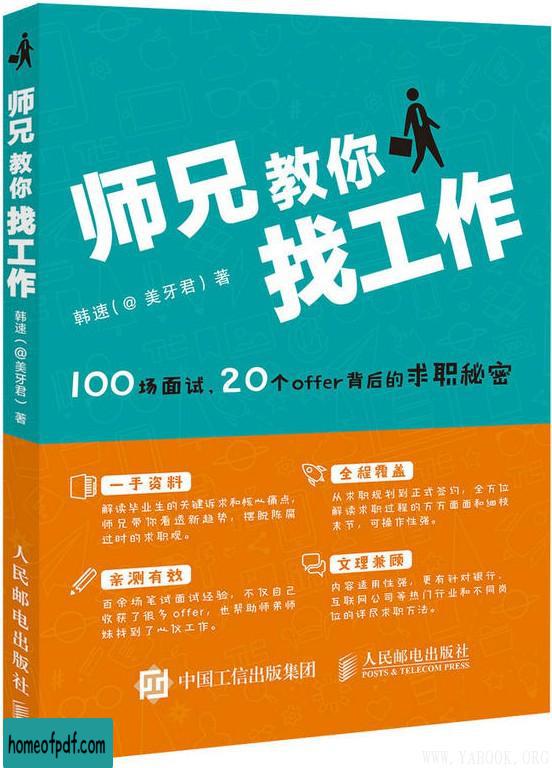 师兄教你找工作
韩速(@美牙君)著
人民邮电出版社
师兄教你
找工作
韩速(@ 美牙君)著
100场面试、20个offer背后的求职秘密
一手资料
解读毕业生的关键诉求和核心痛点,
师兄带你看透新趋势,摆脱陈腐
过时的求职观。
全程覆盖
从求职规划到正式签约,全方位
解读求职过程的方方面面和细枝
末节,可操作性强。
亲测有效
百余场笔试面试经验,不仅自己
收获了很多offer,也帮助师弟师
妹找到了心仪工作。
文理兼顾
内容适用性强,更有针对银行、
互联网公司等热门行业和不同岗
位的详尽求职方法。
中国工信出版集团
人民邮电出版社
POSTS & TELECOM PRESS
homeofpdf.com
WWW.YABOOK.ORG